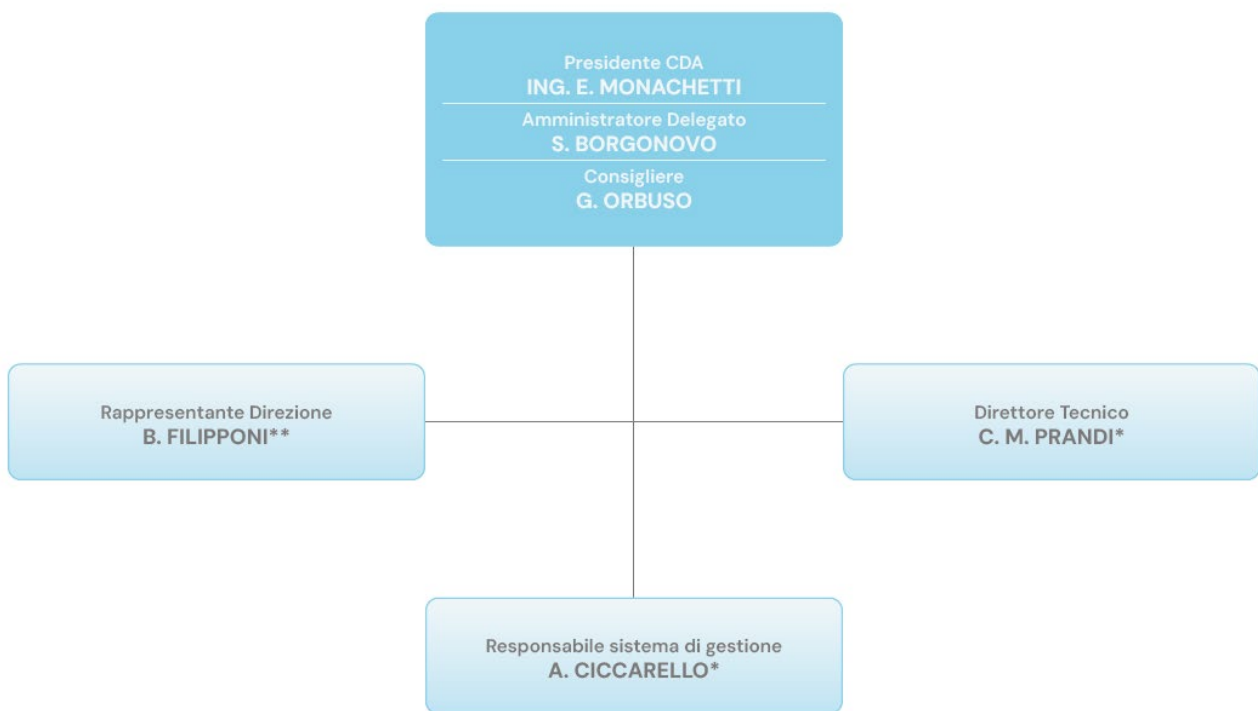 Presidente CDA
ING. E. MONACHETTI
Amministratore Delegato
S. BORGONOVO
Consigliere
G. ORBUSO
Rappresentante Direzione
B. FILIPPONI**
Direttore Tecnico
C. M. PRANDI*
Responsabile sistema di gestione
A. CICCARELLO*